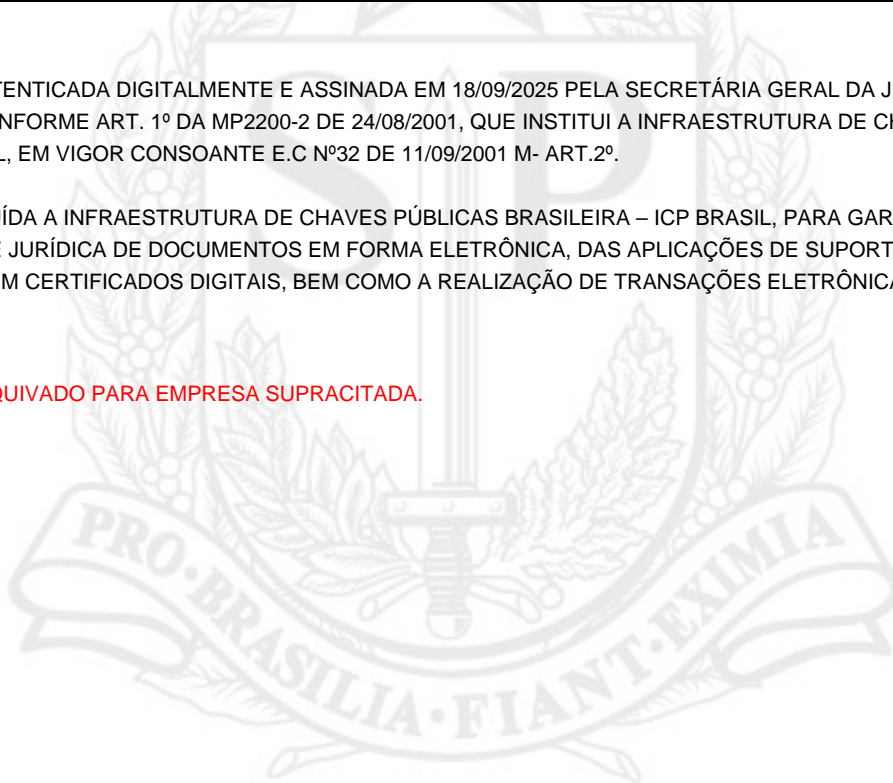 TENTICADA DIGITALMENTE E ASSINADA EM 18/09/2025 PELA SECRETÁRIA GERAL DA J
NFORME ART. 1º DA MP2200-2 DE 24/08/2001, QUE INSTITUI A INFRAESTRUTURA DE CH
L, EM VIGOR CONSOANTE E.C Nº32 DE 11/09/2001 M- ART.2º.
ÍDA A INFRAESTRUTURA DE CHAVES PÚBLICAS BRASILEIRA – ICP BRASIL, PARA GAR
E JURÍDICA DE DOCUMENTOS EM FORMA ELETRÔNICA, DAS APLICAÇÕES DE SUPORT
M CERTIFICADOS DIGITAIS, BEM COMO A REALIZAÇÃO DE TRANSAÇÕES ELETRÔNICA
QUIVADO PARA EMPRESA SUPRACITADA.
SP
PRO·BRASILIA·FIANT·EXIMIA